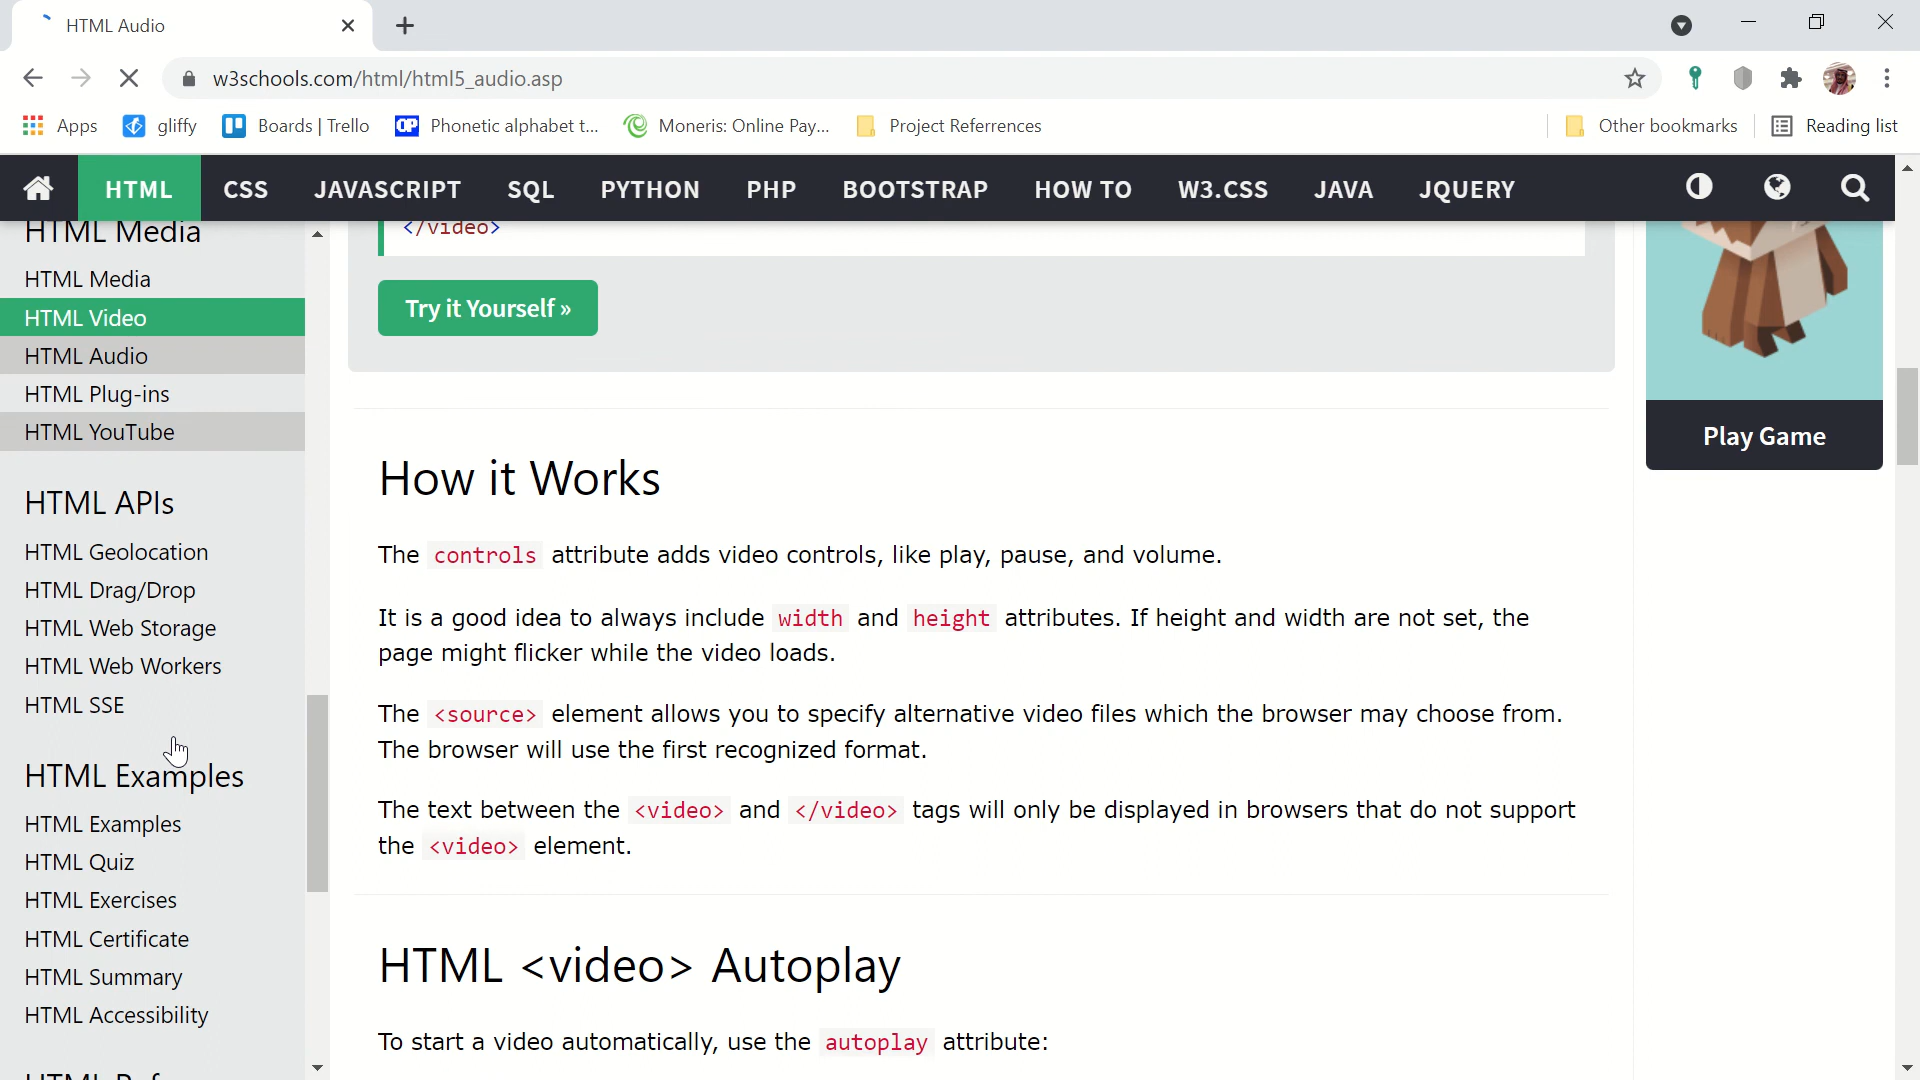 HTML Audio
w3schools.com/html/html5_audio.asp
Apps
gliffy
Boards | Trello
OP
Phonetic alphabet t...
Moneris: Online Pay...
Project Referrences
Other bookmarks
Reading list
HTML
CSS
JAVASCRIPT
SQL
PYTHON
PHP
BOOTSTRAP
HOW TO
W3.CSS
JAVA
JQUERY
HTML Media
HTML Media
HTML Video
HTML Audio
HTML Plug-ins
HTML YouTube
HTML APIs
HTML Geolocation
HTML Drag/Drop
HTML Web Storage
HTML Web Workers
HTML SSE
HTML Examples
HTML Examples
HTML Quiz
HTML Exercises
HTML Certificate
HTML Summary
HTML Accessibility
</video>
Try it Yourself »
How it Works
The controls attribute adds video controls, like play, pause, and volume.
It is a good idea to always include width and height attributes. If height and width are not set, the
page might flicker while the video loads.
The <source> element allows you to specify alternative video files which the browser may choose from.
The browser will use the first recognized format.
The text between the <video> and </video> tags will only be displayed in browsers that do not support
the <video> element.
HTML <video> Autoplay
To start a video automatically, use the autoplay attribute:
Play Game